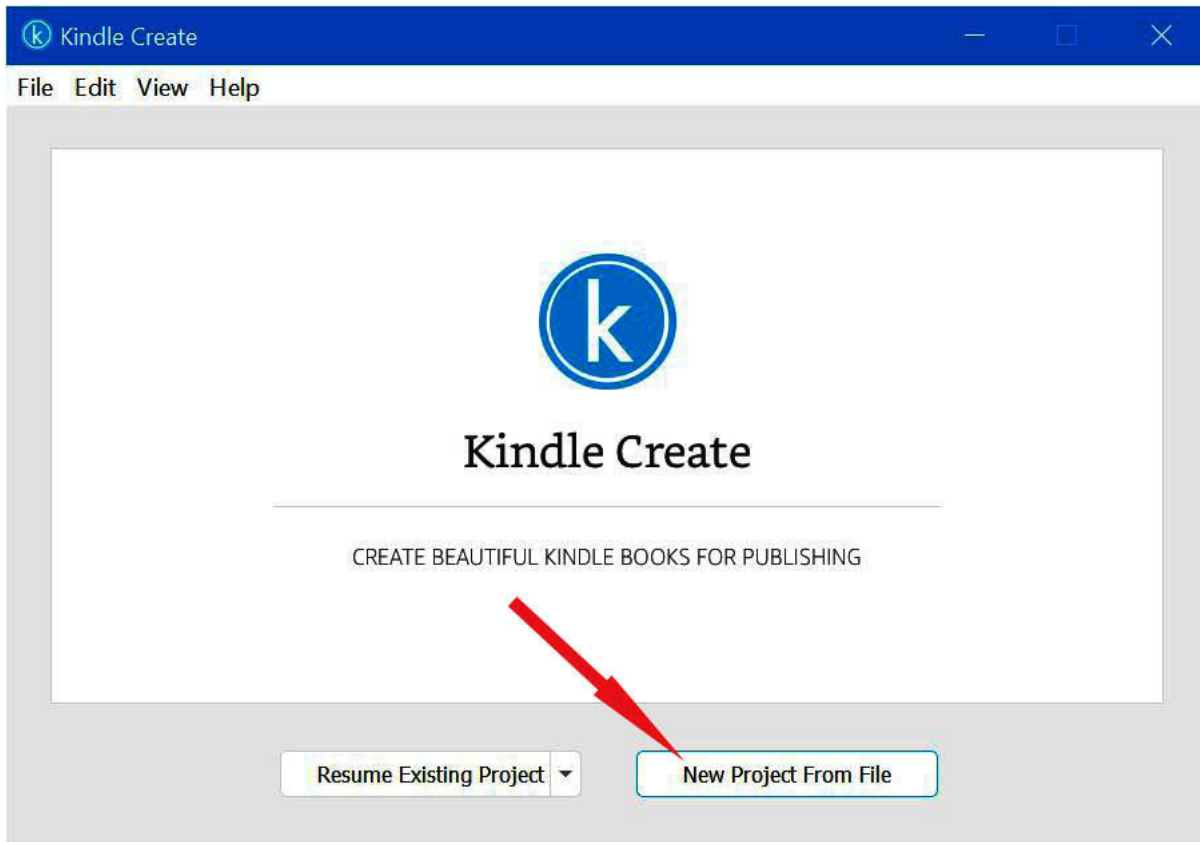 Kindle Create
File Edit View Help
k
Kindle Create
CREATE BEAUTIFUL KINDLE BOOKS FOR PUBLISHING
Resume Existing Project
New Project From File